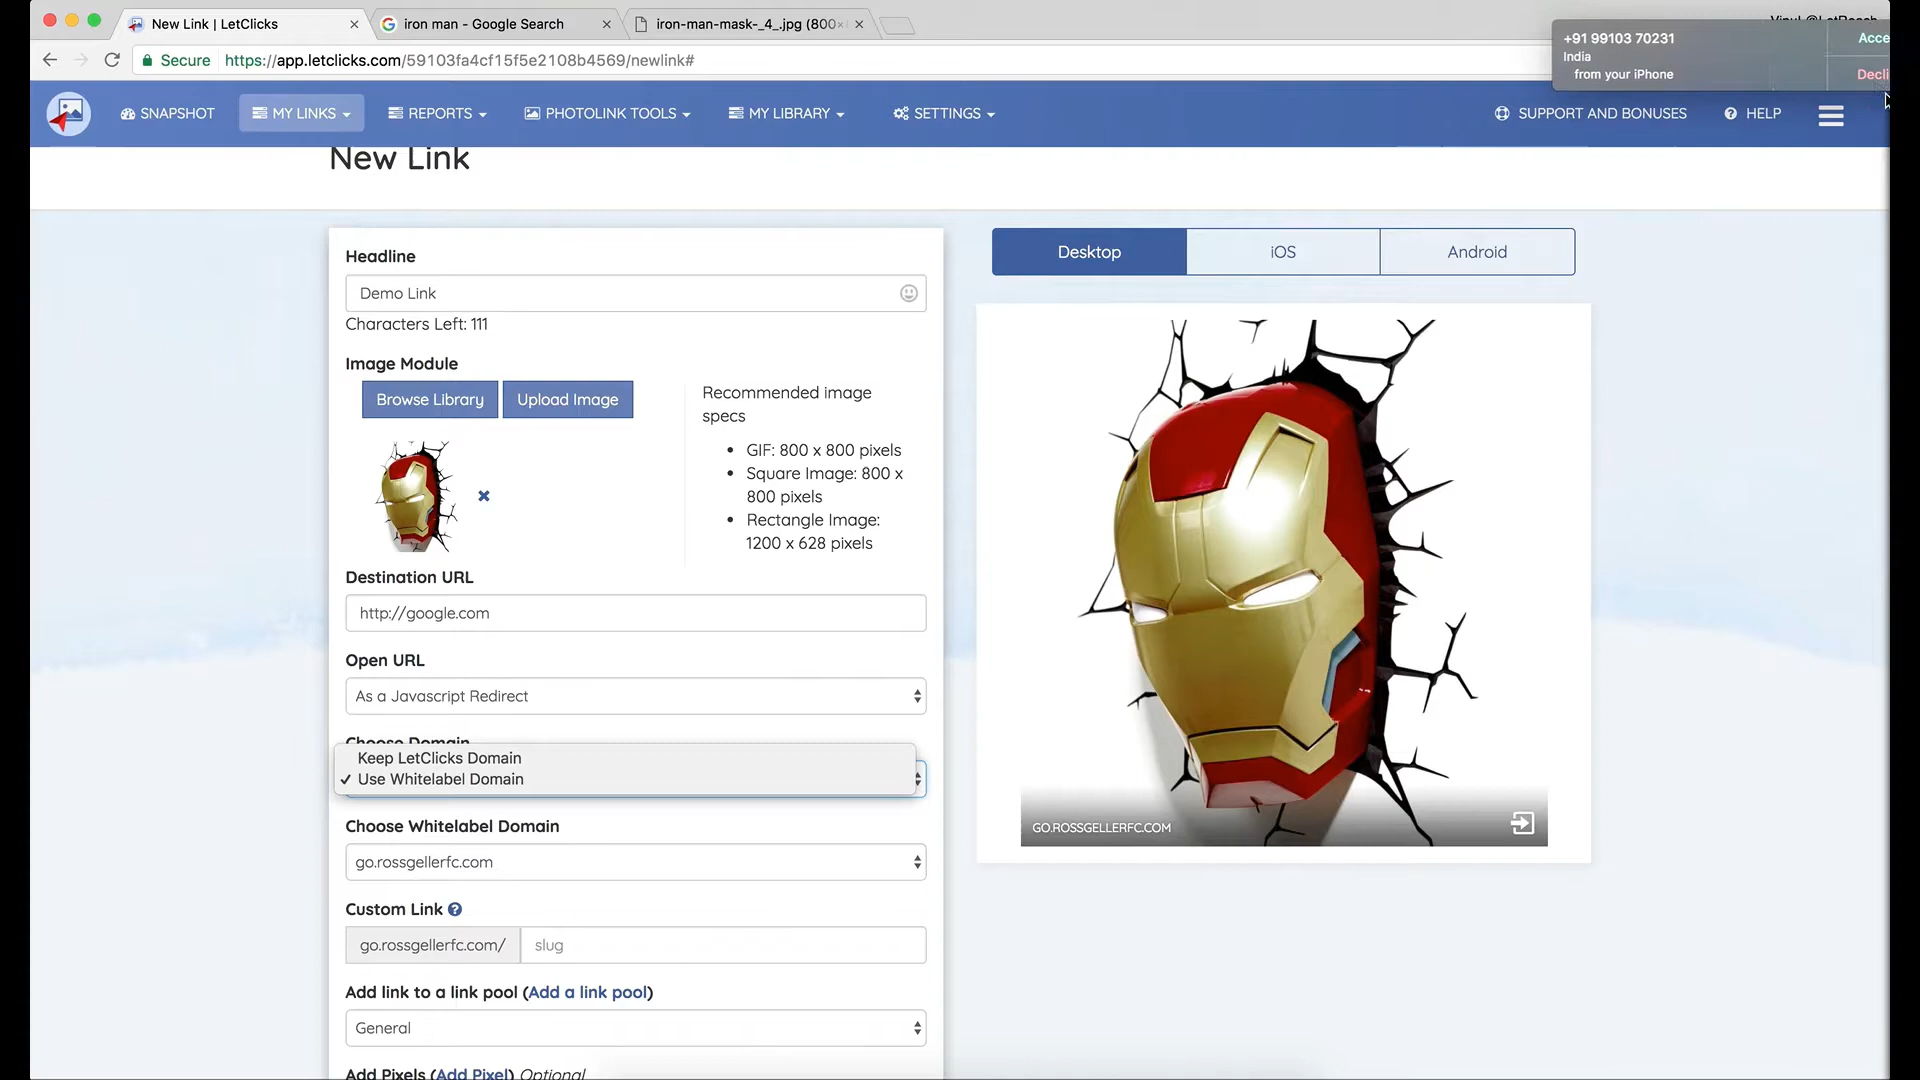 New Link | LetClicks
iron man - Google Search
iron-man-mask-_4_.jpg (800×
Secure
https://app.letclicks.com/59103fa4cf15f5e2108b4569/newlink#
+91 99103 70231
India
from your iPhone
Acce
Decli
SNAPSHOT
MY LINKS
REPORTS
PHOTOLINK TOOLS
MY LIBRARY
SETTINGS
SUPPORT AND BONUSES
HELP
New Link
Headline
Demo Link
Characters Left: 111
Image Module
Browse Library
Upload Image
Recommended image
specs
• GIF: 800 x 800 pixels
• Square Image: 800 x
800 pixels
• Rectangle Image:
1200 x 628 pixels
Destination URL
http://google.com
Open URL
As a Javascript Redirect
Choose Domain
Keep LetClicks Domain
✓ Use Whitelabel Domain
Choose Whitelabel Domain
go.rossgellerfc.com
Custom Link
go.rossgellerfc.com/
slug
Add link to a link pool (Add a link pool)
General
Add Pixels (Add Pixel) Optional
Desktop
iOS
Android
GO.ROSSGELLERFC.COM